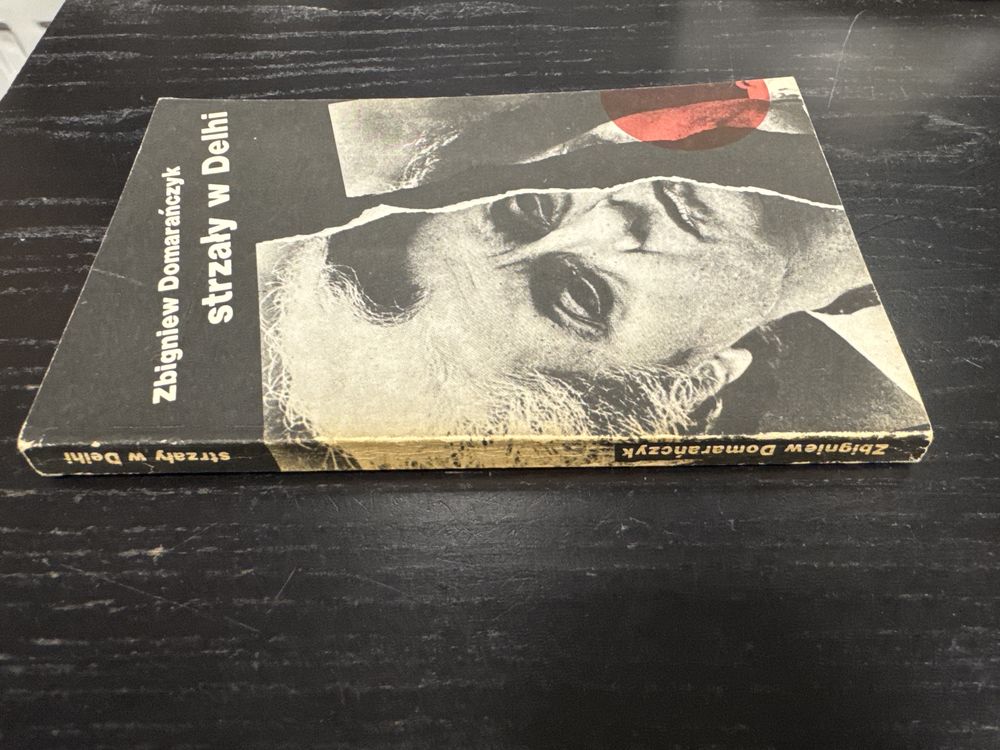 Zbigniew Domarańczyk
strzały w Delhi
Zbigniew Domarańczyk
strzały w Delhi